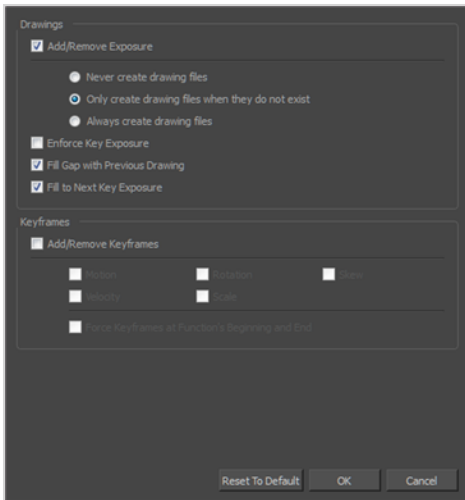 Drawings
Add/Remove Exposure
Never create drawing files
Only create drawing files when they do not exist
Always create drawing files
Enforce Key Exposure
Fill Gap with Previous Drawing
Fill to Next Key Exposure
Keyframes
Add/Remove Keyframes
Motion Rotation Skew
Velocity Scale
Force Keyframes at Function's Beginning and End
Reset To Default OK Cancel